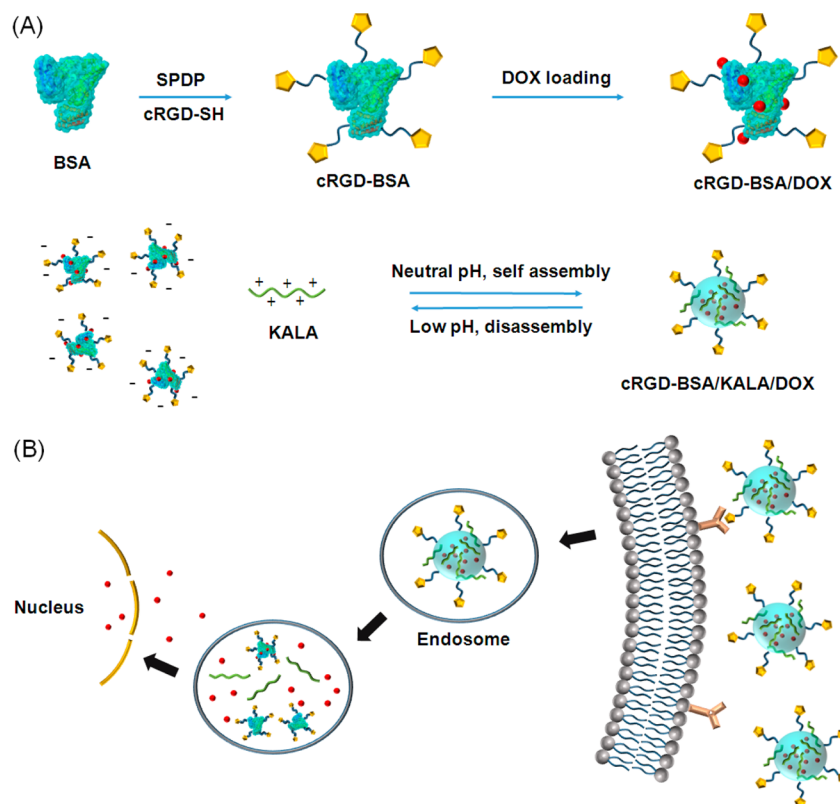 (A)
SPDP
cRGD-SH
DOX loading
BSA
cRGD-BSA
cRGD-BSA/DOX
- - - - - -
+ + + + +
KALA
Neutral pH, self assembly
Low pH, disassembly
- - - - - -
cRGD-BSA/KALA/DOX
(B)
Nucleus
Endosome